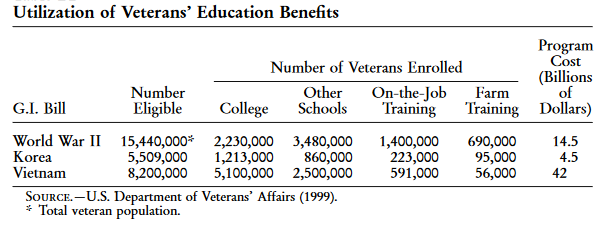 Utilization of Veterans' Education Benefits
Program
Cost
Number of Veterans Enrolled (Billions
Number Other On-the-Job Farm of
G.I. Bill Eligible College Schools Training Training Dollars)
World War II 15,440,000* 2,230,000 3,480,000 1,400,000 690,000 14.5
Korea 5,509,000 1,213,000 860,000 223,000 95,000 4.5
Vietnam 8,200,000 5,100,000 2,500,000 591,000 56,000 42
SOURCE.—U.S. Department of Veterans' Affairs (1999).
* Total veteran population.